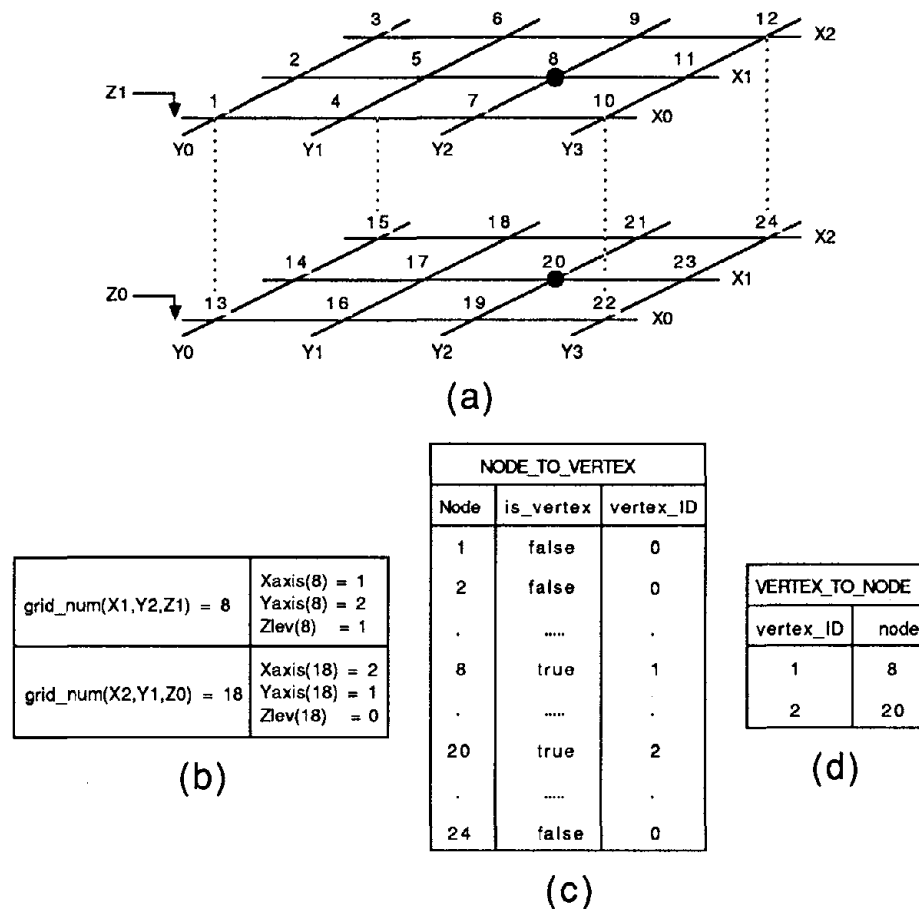 3 6 9 12
X2
2 5 8 11
X1
Z1
1 4 7 10
X0
Y0 Y1 Y2 Y3
15 18 21 24
X2
14 17 20 23
X1
Z0
13 16 19 22
X0
Y0 Y1 Y2 Y3
(a)
grid_num(X1,Y2,Z1) = 8
Xaxis(8) = 1
Yaxis(8) = 2
Zlev(8) = 1
grid_num(X2,Y1,Z0) = 18
Xaxis(18) = 2
Yaxis(18) = 1
Zlev(18) = 0
(b)
NODE_TO_VERTEX
Node is_vertex vertex_ID
1 false 0
2 false 0
. ..... .
8 true 1
. ..... .
20 true 2
. ..... .
24 false 0
(c)
VERTEX_TO_NODE
vertex_ID node
1 8
2 20
(d)